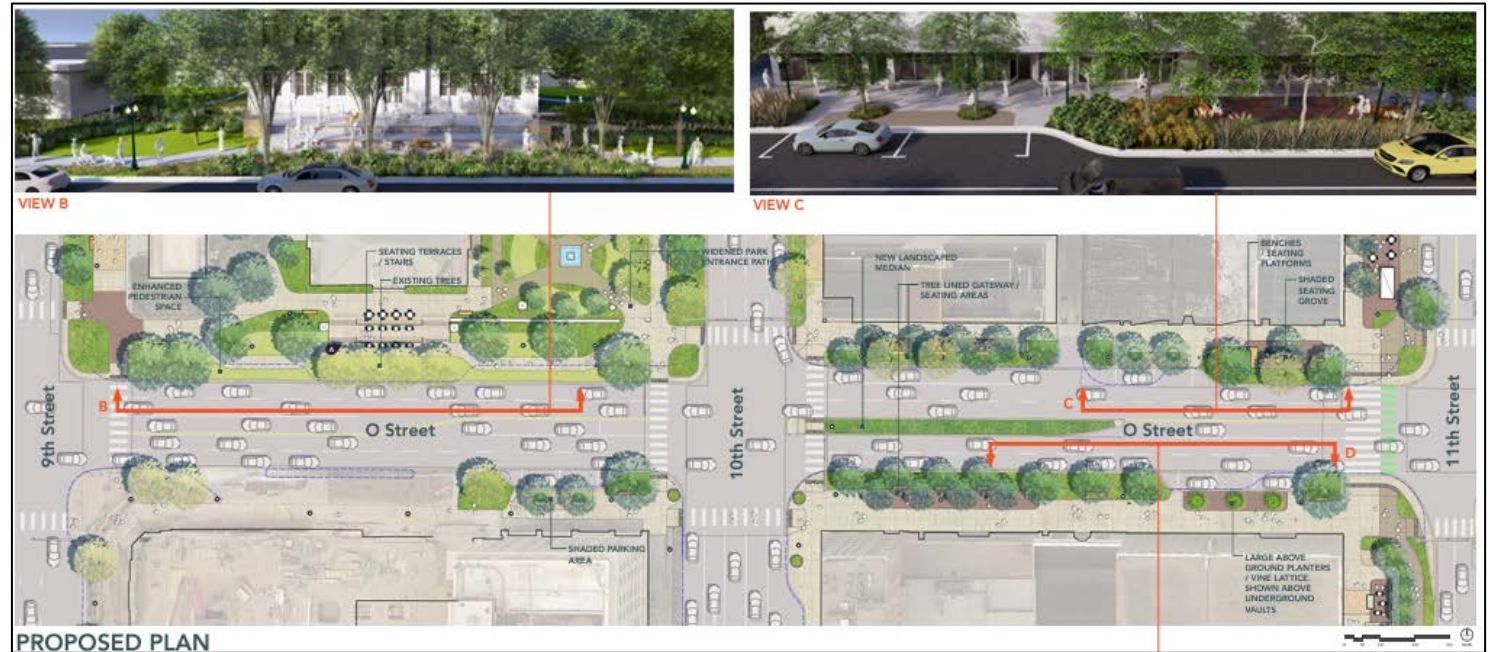 VIEW B
VIEW C
SEATING TERRACES
/ STAIRS
EXISTING TREES
ENHANCED
PEDESTRIAN
SPACE
WIDENED PARK
ENTRANCE PATH
NEW LANDSCAPED
MEDIAN
TREE LINED GATEWAY /
SEATING AREAS
BENCHES
/ SEATING
PLATFORMS
SHADED
SEATING
GROVE
A
B
C
D
9th Street
O Street
10th Street
O Street
11th Street
SHADED PARKING
AREA
LARGE ABOVE
GROUND PLANTERS
/ VINE LATTICE
SHOWN ABOVE
UNDERGROUND
VAULTS
PROPOSED PLAN